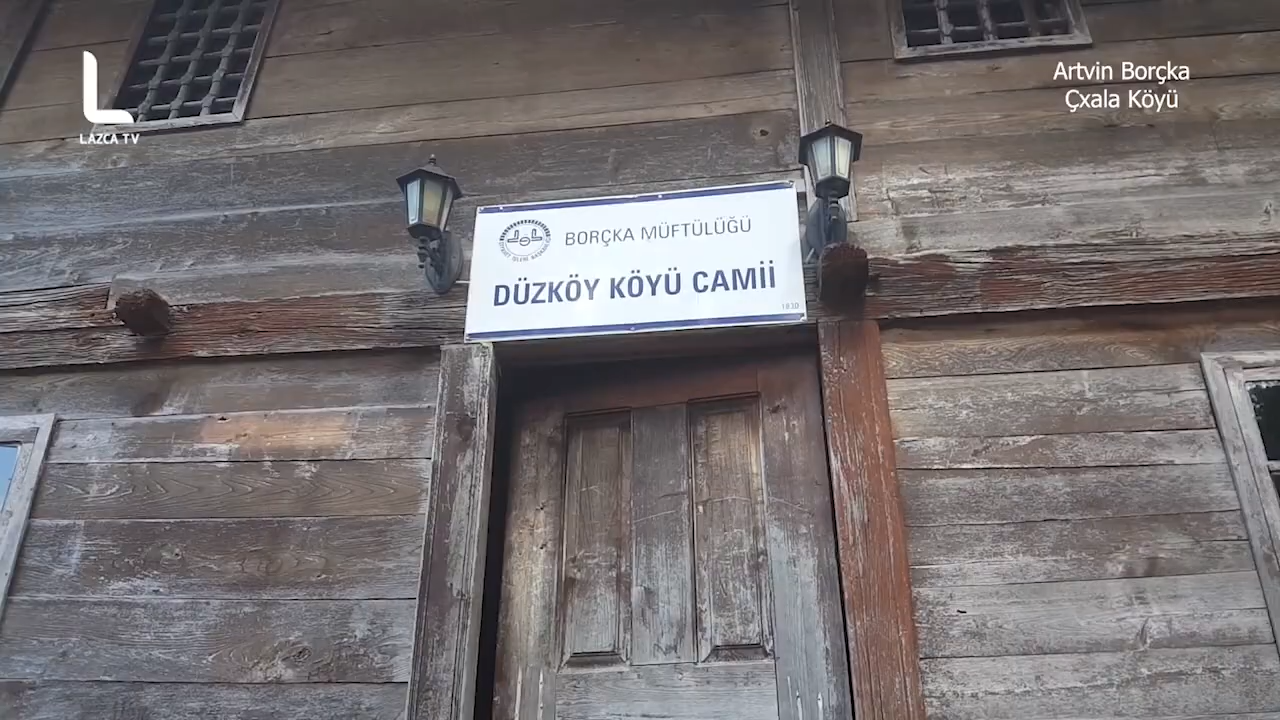 LAZCA TV
Artvin Borçka
Çxala Köyü
BORÇKA MÜFTÜLÜĞÜ
DÜZKÖY KÖYÜ CAMİİ
1830